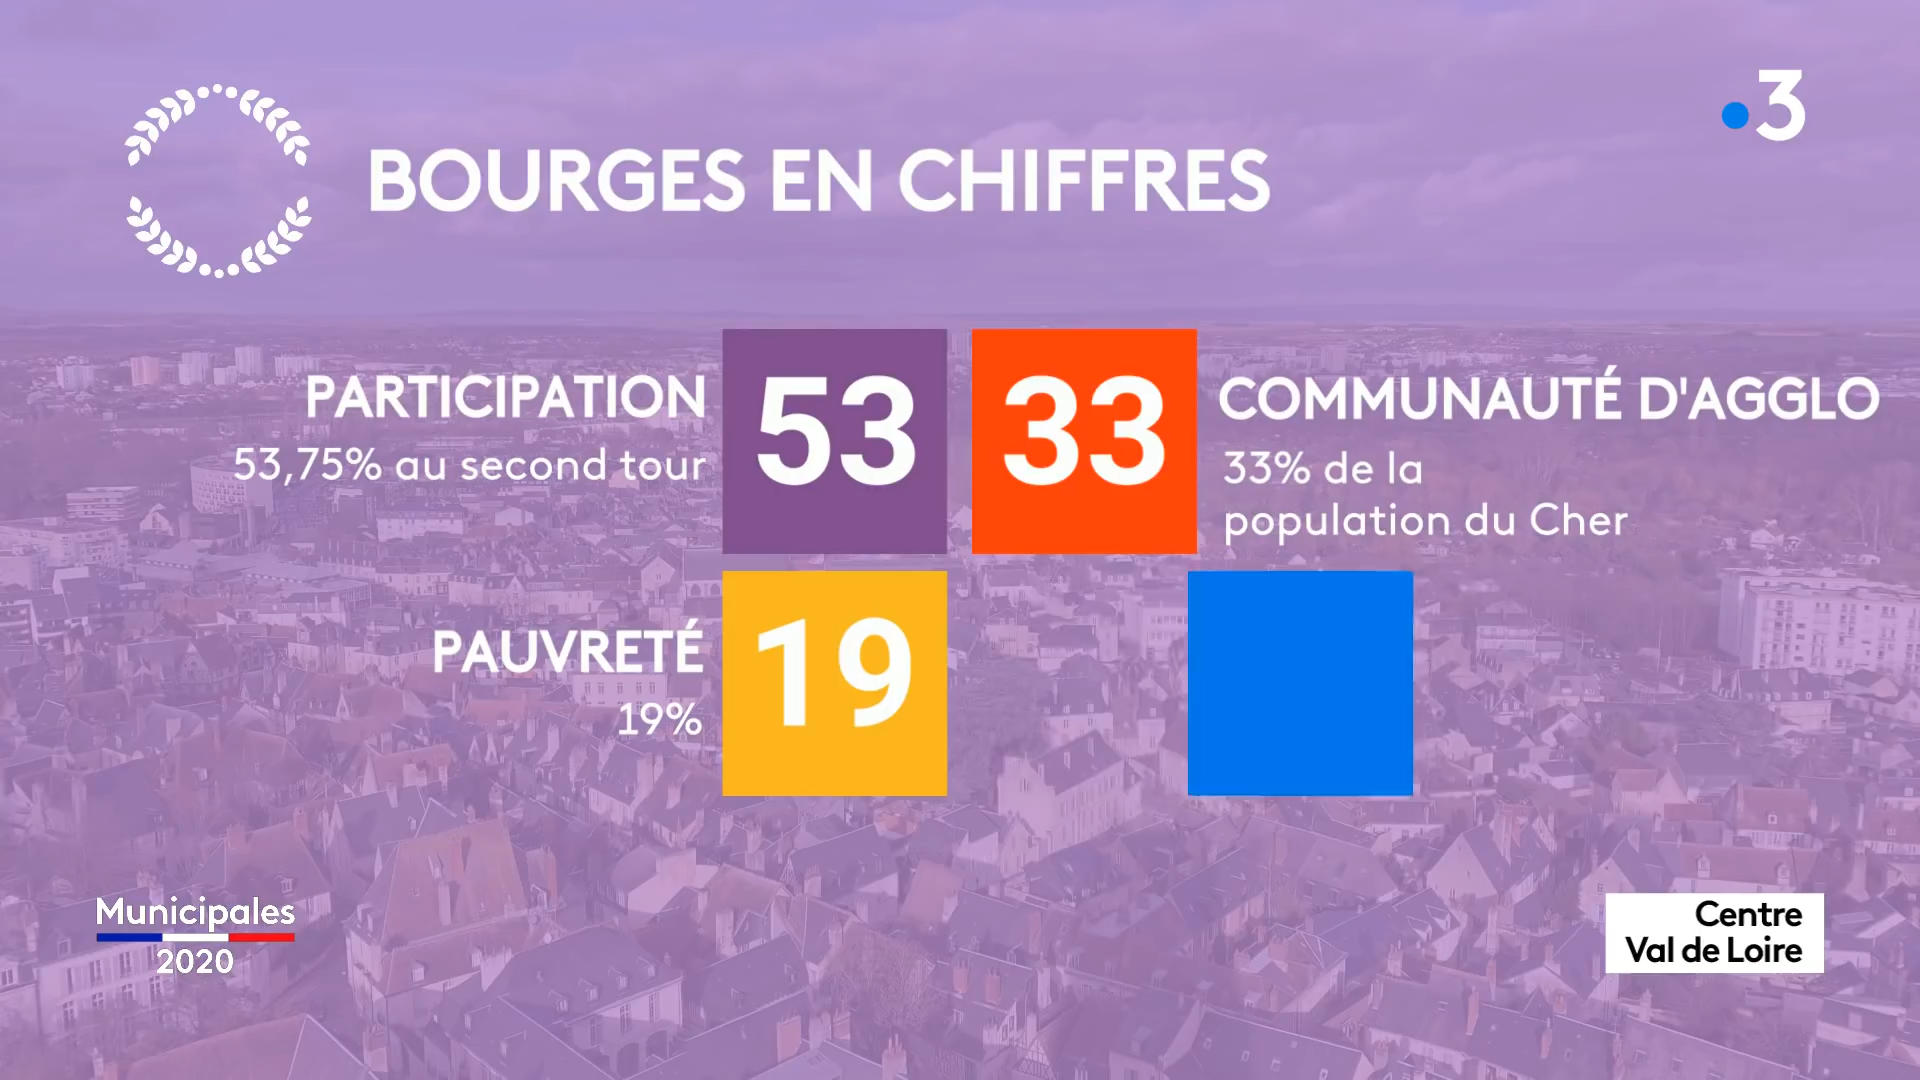 3
BOURGES EN CHIFFRES
PARTICIPATION
53,75% au second tour
53
33
COMMUNAUTÉ D'AGGLO
33% de la
population du Cher
PAUVRETÉ
19%
19
Municipales
2020
Centre
Val de Loire